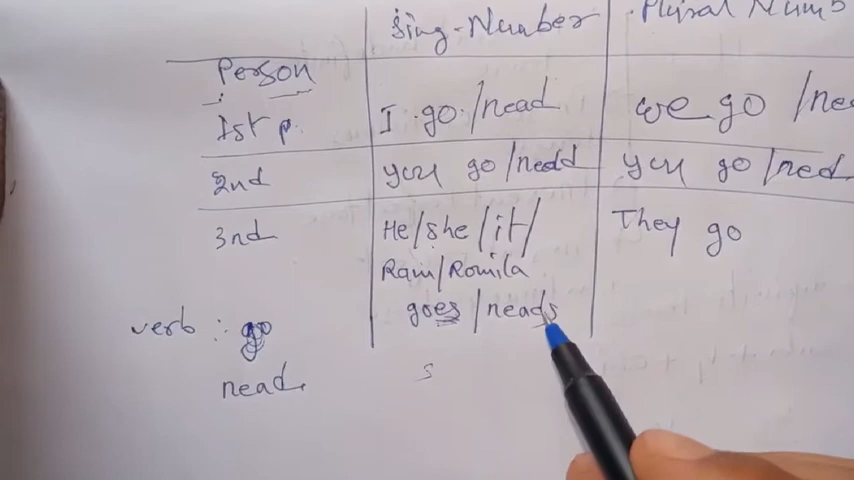 Sing-Number Plural Numb
Person
Ist p. I go/read we go/re
2nd you go/read you go/read
3rd He/she/it/ They go
Ram/Romila
goes/reads
verb : go
read
s